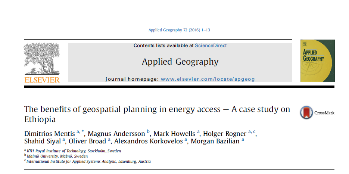 Applied Geography 72 (2016) 1–9
Contents lists available at ScienceDirect
Applied Geography
journal homepage: www.elsevier.com/locate/apgeog
ELSEVIER
APPLIED GEOGRAPHY
The benefits of geospatial planning in energy access — A case study on
Ethiopia
CrossMark
Dimitrios Mentis a, *, Magnus Andersson b, Mark Howells a, Holger Rogner a, c,
Shahid Siyal a, Oliver Broad a, Alexandros Korkovelos a, Morgan Bazilian a
a KTH Royal Institute of Technology, Stockholm, Sweden
b Malmö University, Malmö, Sweden
c International Institute for Applied Systems Analysis, Laxenburg, Austria